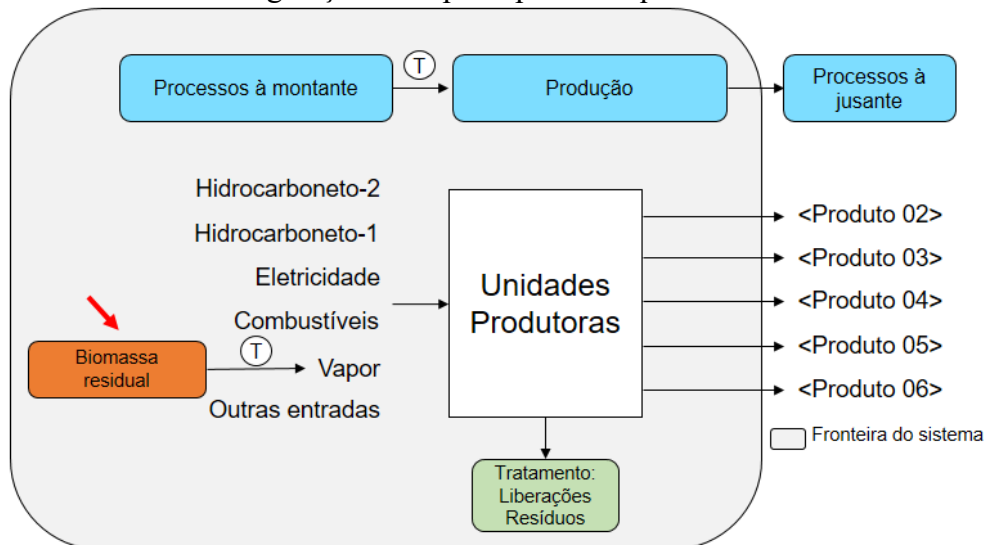 Processos à montante
T
Produção
Processos à
jusante
Hidrocarboneto-2
Hidrocarboneto-1
Eletricidade
Combustíveis
Biomassa
residual
T
Vapor
Outras entradas
Unidades
Produtoras
<Produto 02>
<Produto 03>
<Produto 04>
<Produto 05>
<Produto 06>
Fronteira do sistema
Tratamento:
Liberações
Resíduos